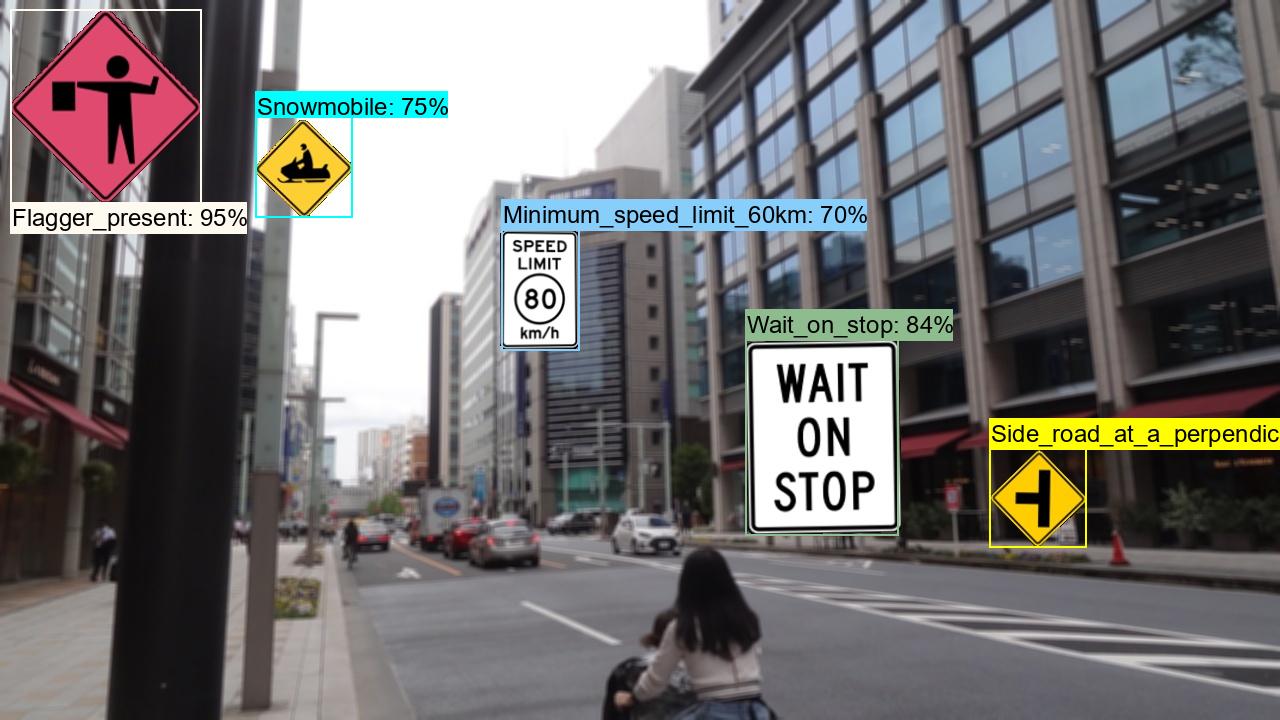 Flagger_present: 95%
Snowmobile: 75%
Minimum_speed_limit_60km: 70%
SPEED
LIMIT
80
km/h
Wait_on_stop: 84%
WAIT
ON
STOP
Side_road_at_a_perpendic